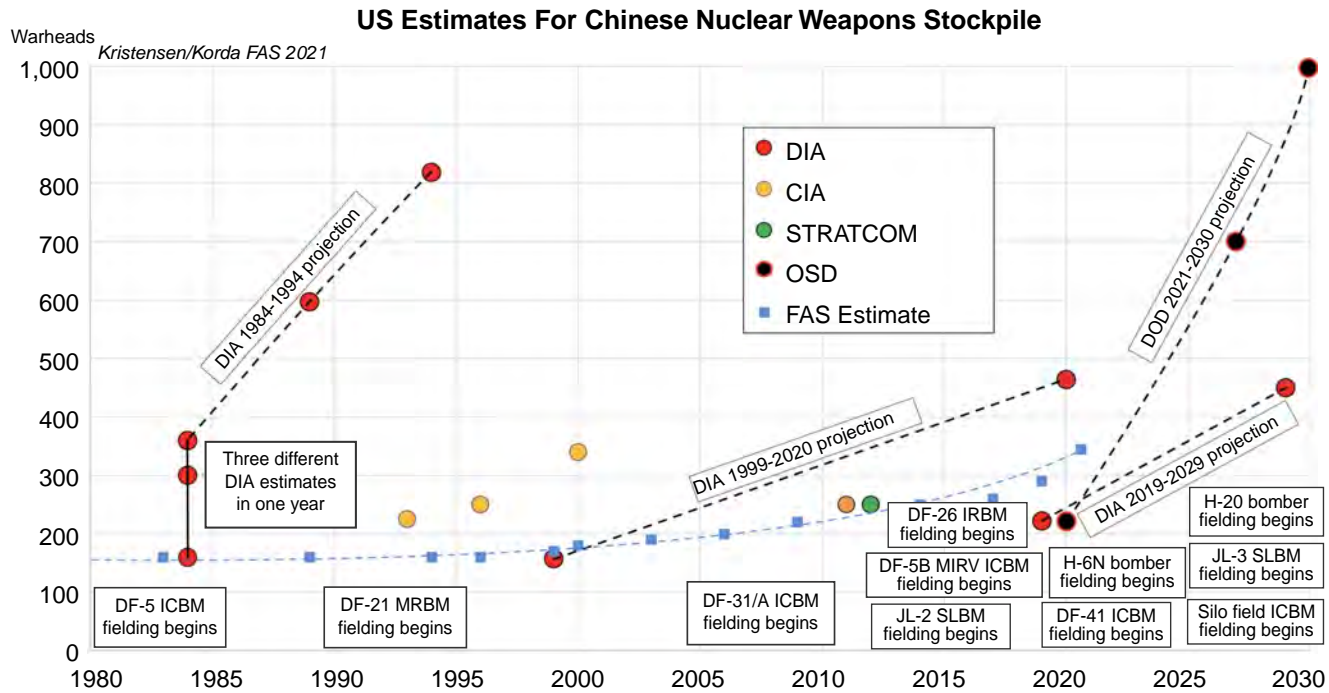 US Estimates For Chinese Nuclear Weapons Stockpile
Warheads
Kristensen/Korda FAS 2021
1,000
900
800
700
600
500
400
300
200
100
0
DIA
CIA
STRATCOM
OSD
FAS Estimate
DIA 1984-1994 projection
DIA 1999-2020 projection
DOD 2021-2030 projection
DIA 2019-2029 projection
Three different
DIA estimates
in one year
DF-5 ICBM
fielding begins
DF-21 MRBM
fielding begins
DF-31/A ICBM
fielding begins
DF-26 IRBM
fielding begins
DF-5B MIRV ICBM
fielding begins
JL-2 SLBM
fielding begins
H-6N bomber
fielding begins
DF-41 ICBM
fielding begins
H-20 bomber
fielding begins
JL-3 SLBM
fielding begins
Silo field ICBM
fielding begins
1980
1985
1990
1995
2000
2005
2010
2015
2020
2025
2030